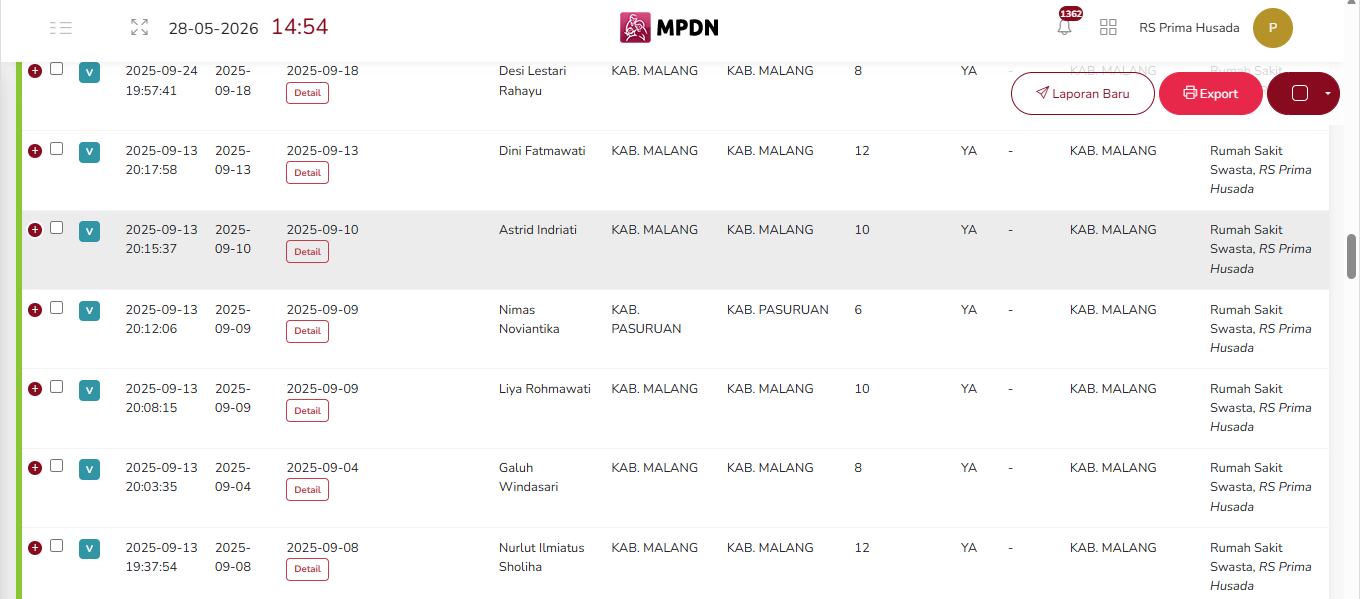 28-05-2026 14:54 MPDN 1362 RS Prima Husada P
V 2025-09-24 2025- 2025-09-18 Desi Lestari KAB. MALANG KAB. MALANG 8 YA - KAB. MALANG Rumah Sakit
19:57:41 09-18 Detail Rahayu
Laporan Baru Export
V 2025-09-13 2025- 2025-09-13 Dini Fatmawati KAB. MALANG KAB. MALANG 12 YA - KAB. MALANG Rumah Sakit
20:17:58 09-13 Detail Swasta, RS Prima
Husada
V 2025-09-13 2025- 2025-09-10 Astrid Indriati KAB. MALANG KAB. MALANG 10 YA - KAB. MALANG Rumah Sakit
20:15:37 09-10 Detail Swasta, RS Prima
Husada
V 2025-09-13 2025- 2025-09-09 Nimas KAB. KAB. PASURUAN 6 YA - KAB. MALANG Rumah Sakit
20:12:06 09-09 Detail Noviantika PASURUAN Swasta, RS Prima
Husada
V 2025-09-13 2025- 2025-09-09 Liya Rohmawati KAB. MALANG KAB. MALANG 10 YA - KAB. MALANG Rumah Sakit
20:08:15 09-09 Detail Swasta, RS Prima
Husada
V 2025-09-13 2025- 2025-09-04 Galuh KAB. MALANG KAB. MALANG 8 YA - KAB. MALANG Rumah Sakit
20:03:35 09-04 Detail Windasari Swasta, RS Prima
Husada
V 2025-09-13 2025- 2025-09-08 Nurlut Ilmiatus KAB. MALANG KAB. MALANG 12 YA - KAB. MALANG Rumah Sakit
19:37:54 09-08 Detail Sholiha Swasta, RS Prima
Husada